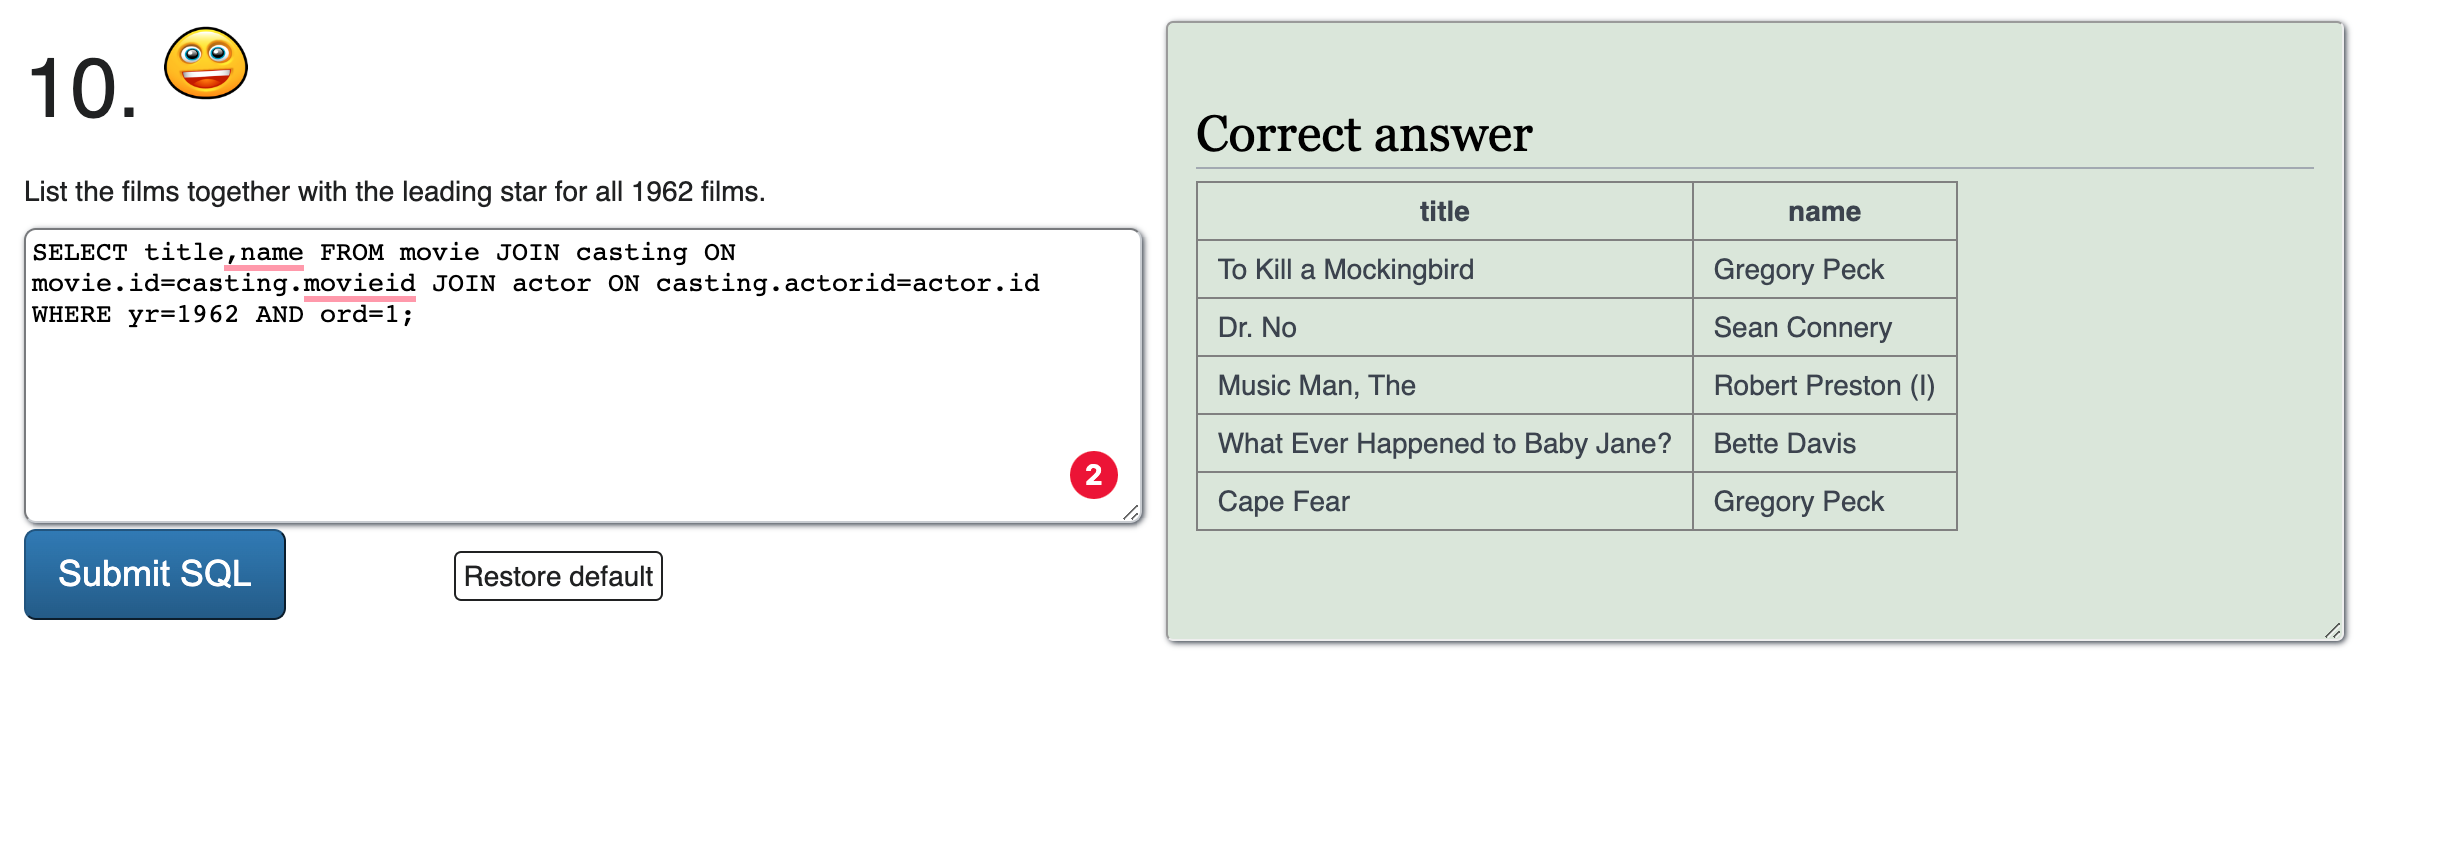 10.
List the films together with the leading star for all 1962 films.
SELECT title,name FROM movie JOIN casting ON
movie.id=casting.movieid JOIN actor ON casting.actorid=actor.id
WHERE yr=1962 AND ord=1;
2
Submit SQL
Restore default
Correct answer
title name
To Kill a Mockingbird Gregory Peck
Dr. No Sean Connery
Music Man, The Robert Preston (I)
What Ever Happened to Baby Jane? Bette Davis
Cape Fear Gregory Peck